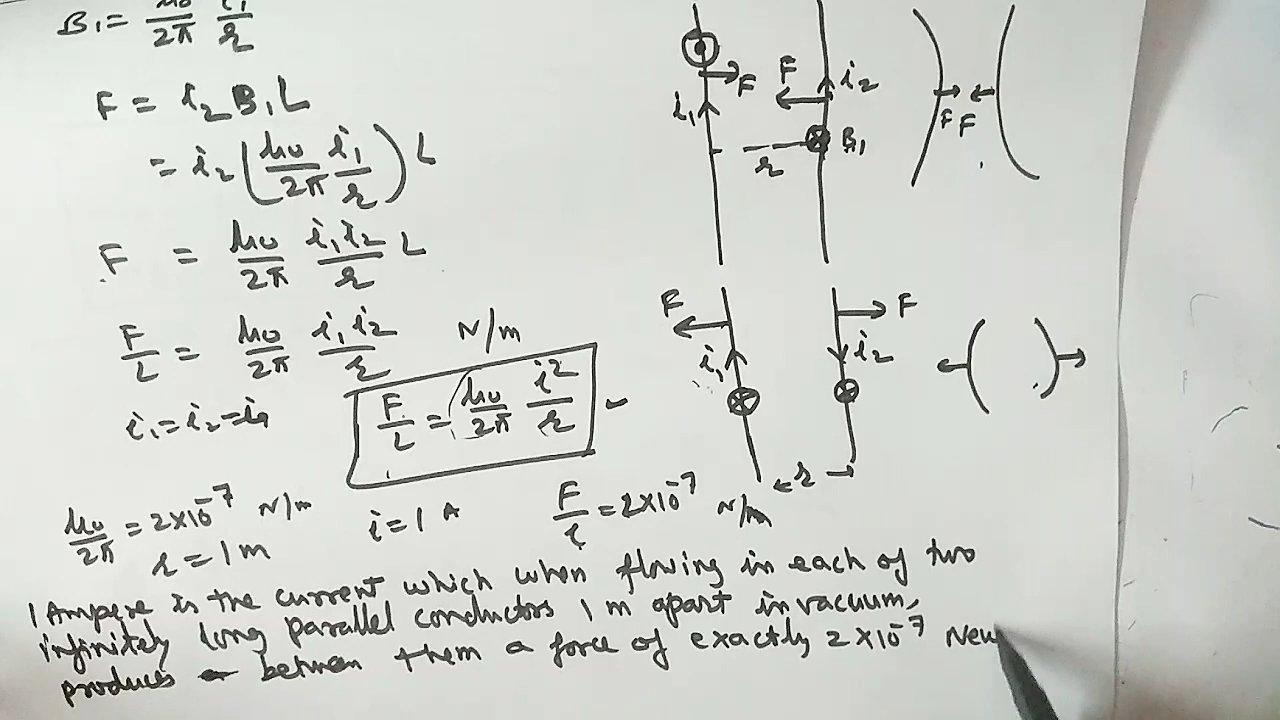 B₁ = μ₀/2π i₁/r
F = i₂ B₁ L
= i₂ (μ₀/2π i₁/r) L
F = μ₀/2π i₁i₂/r L
F/L = μ₀/2π i₁i₂/r
i₁ = i₂ = i
N/m
F/L = μ₀/2π i²/r
μ₀/2π = 2×10⁻⁷ N/m
r = 1 m
i = 1 A
F/L = 2×10⁻⁷ N/m
1 Ampere is the current which when flowing in each of two
infinitely long parallel conductors 1 m apart in vacuum,
produces between them a force of exactly 2×10⁻⁷ New
F
i₁
F
i₂
r
B₁
F F
F
i₁
F
i₂
r